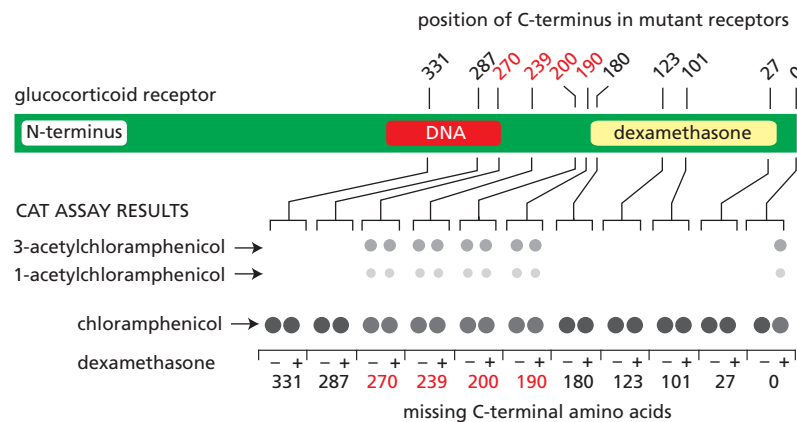 position of C-terminus in mutant receptors
331 287 270 239 200 190 180 123 101 27 0
glucocorticoid receptor
N-terminus DNA dexamethasone
CAT ASSAY RESULTS
3-acetylchloramphenicol
1-acetylchloramphenicol
chloramphenicol
dexamethasone – + – + – + – + – + – + – + – + – + – + – +
331 287 270 239 200 190 180 123 101 27 0
missing C-terminal amino acids